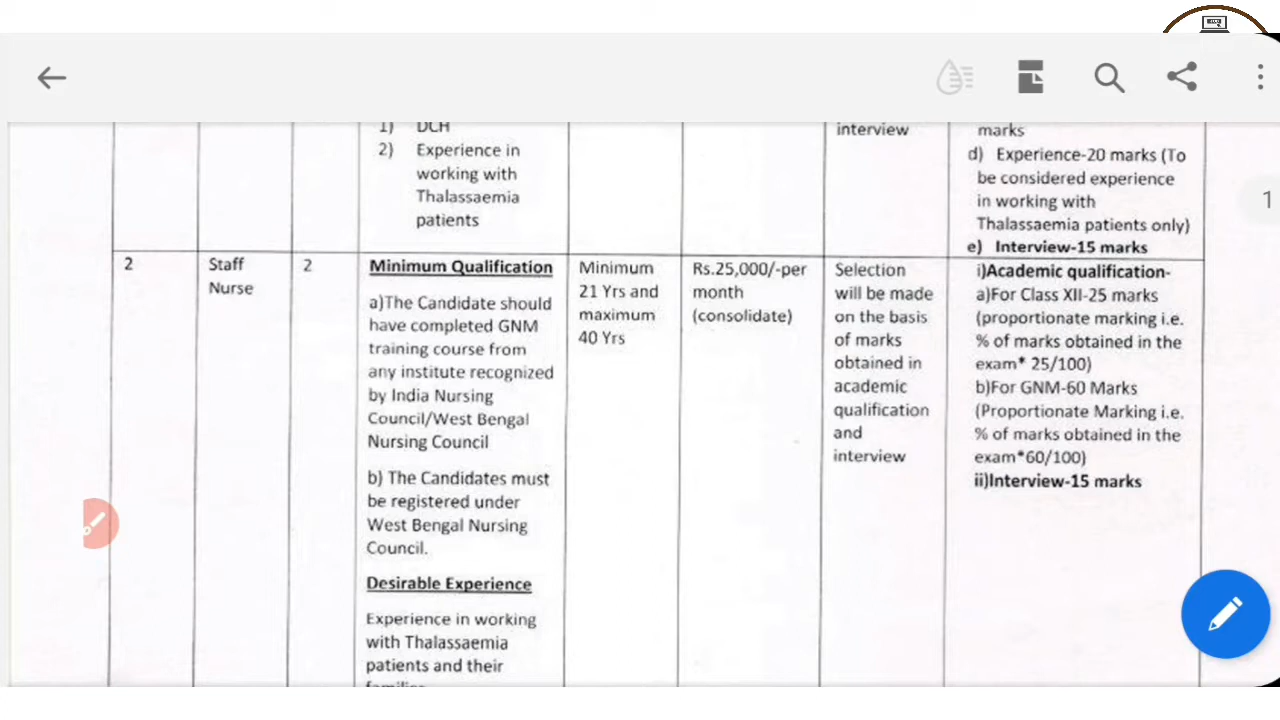 1) DCH
2) Experience in
working with
Thalassaemia
patients
interview
marks
d) Experience-20 marks (To
be considered experience
in working with
Thalassaemia patients only)
e) Interview-15 marks
1
2
Staff
Nurse
2
Minimum Qualification
a)The Candidate should
have completed GNM
training course from
any institute recognized
by India Nursing
Council/West Bengal
Nursing Council
b) The Candidates must
be registered under
West Bengal Nursing
Council.
Desirable Experience
Experience in working
with Thalassaemia
patients and their
Minimum
21 Yrs and
maximum
40 Yrs
Rs.25,000/-per
month
(consolidate)
Selection
will be made
on the basis
of marks
obtained in
academic
qualification
and
interview
i)Academic qualification-
a)For Class XII-25 marks
(proportionate marking i.e.
% of marks obtained in the
exam* 25/100)
b)For GNM-60 Marks
(Proportionate Marking i.e.
% of marks obtained in the
exam*60/100)
ii)Interview-15 marks